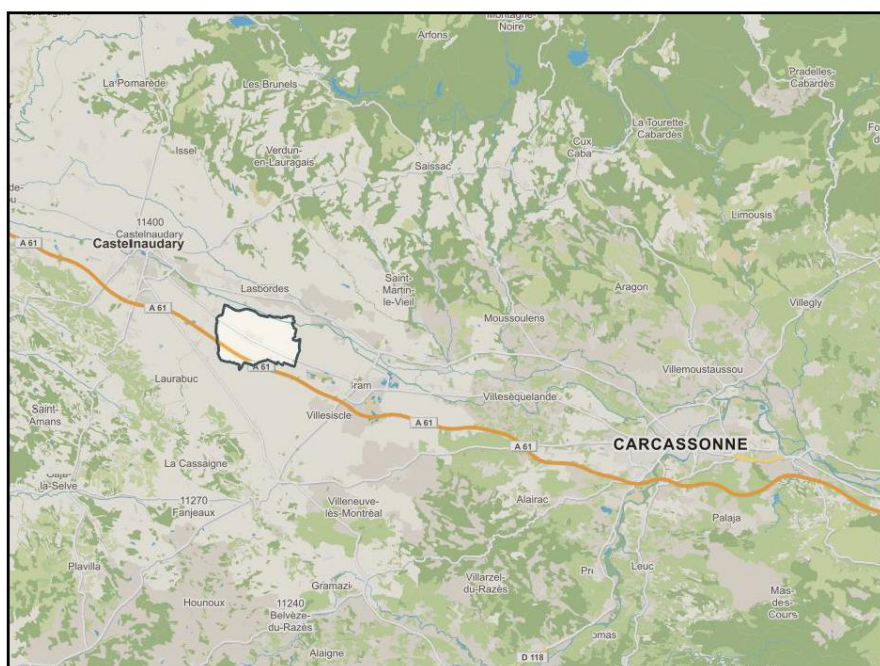 Montagne-
Noire
Arfons
Pradelles-
Cabardès
La Pomarède
Les Brunels
La Tourette-
Cabardès
Cux
Caba
Issel
Verdun-
en-Lauragais
Saissac
Limousis
11400
Castelnaudary
Castelnaudary
A 61
Saint-
Martin
le-Vieil
Lasbordes
Aragon
Villegly
A 61
Moussoulens
A 61
Villemoustaussou
Laurabuc
Villesèquelande
Saint-
Amans
Villesiscle
A 61
A 61
CARCASSONNE
La Cassaigne
la-Selve
11270
Fanjeaux
Villeneuve-
lès-Montréal
Alairac
Palaja
Plavilla
Gramazi
Villarzel-
du-Razès
Leuc
Mas-
des-
Cours
Hounoux
11240
Belvèze-
du-Razès
Alaigne
D 118